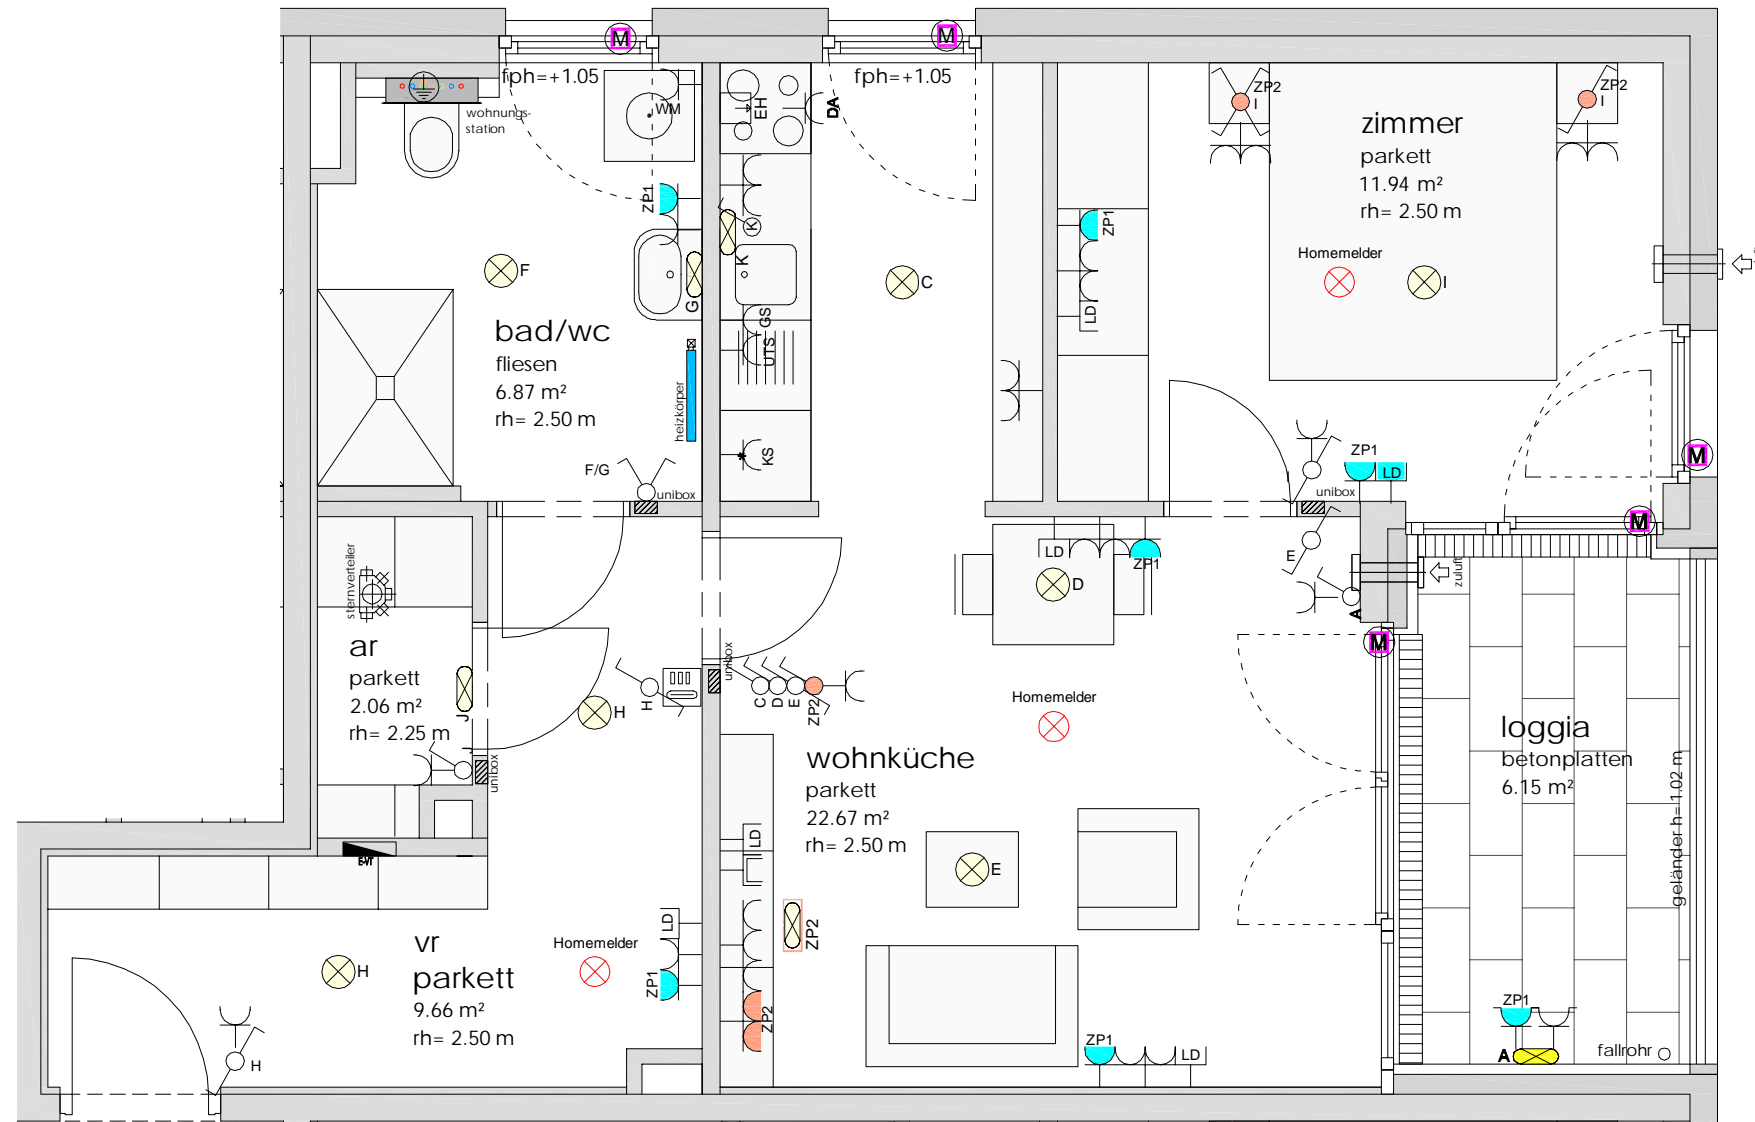 M
M
fph=+1.05
fph=+1.05
wohnungs-
station
WM
EH
DA
ZP2
I
ZP2
I
zimmer
parkett
11.94 m²
rh= 2.50 m
ZP1
K
K
ZP1
F
G
C
GS
UTS
LD
Homemelder
I
bad/wc
fliesen
6.87 m²
rh= 2.50 m
heizkörper
KS
F/G
unibox
ZP1
LD
unibox
M
M
E
LD
ZP1
D
zuluft
A
M
sternverteiler
ar
parkett
2.06 m²
rh= 2.25 m
J
J
unibox
H
H
unibox
C
D
E
ZP2
Homemelder
wohnküche
parkett
22.67 m²
rh= 2.50 m
loggia
betonplatten
6.15 m²
geländer h=1.02 m
E-VT
LD
E
ZP2
ZP2
vr
parkett
9.66 m²
rh= 2.50 m
H
H
Homemelder
LD
ZP1
ZP1
LD
ZP1
A
fallrohr